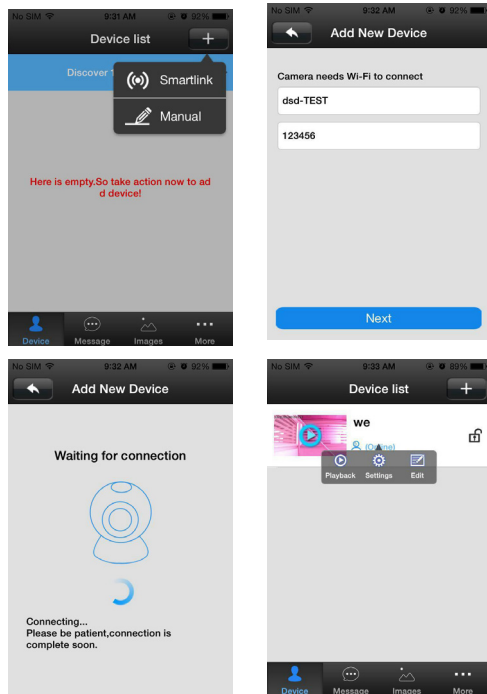 No SIM 9:31 AM 92%
Device list +
Discover
Smartlink
Manual
Here is empty.So take action now to ad
d device!
Device Message Images More
No SIM 9:32 AM 92%
Add New Device
Camera needs Wi-Fi to connect
dsd-TEST
123456
Next
No SIM 9:32 AM 92%
Add New Device
Waiting for connection
Connecting...
Please be patient,connection is
complete soon.
No SIM 9:33 AM 89%
Device list +
we
(Online)
Playback Settings Edit
Device Message Images More